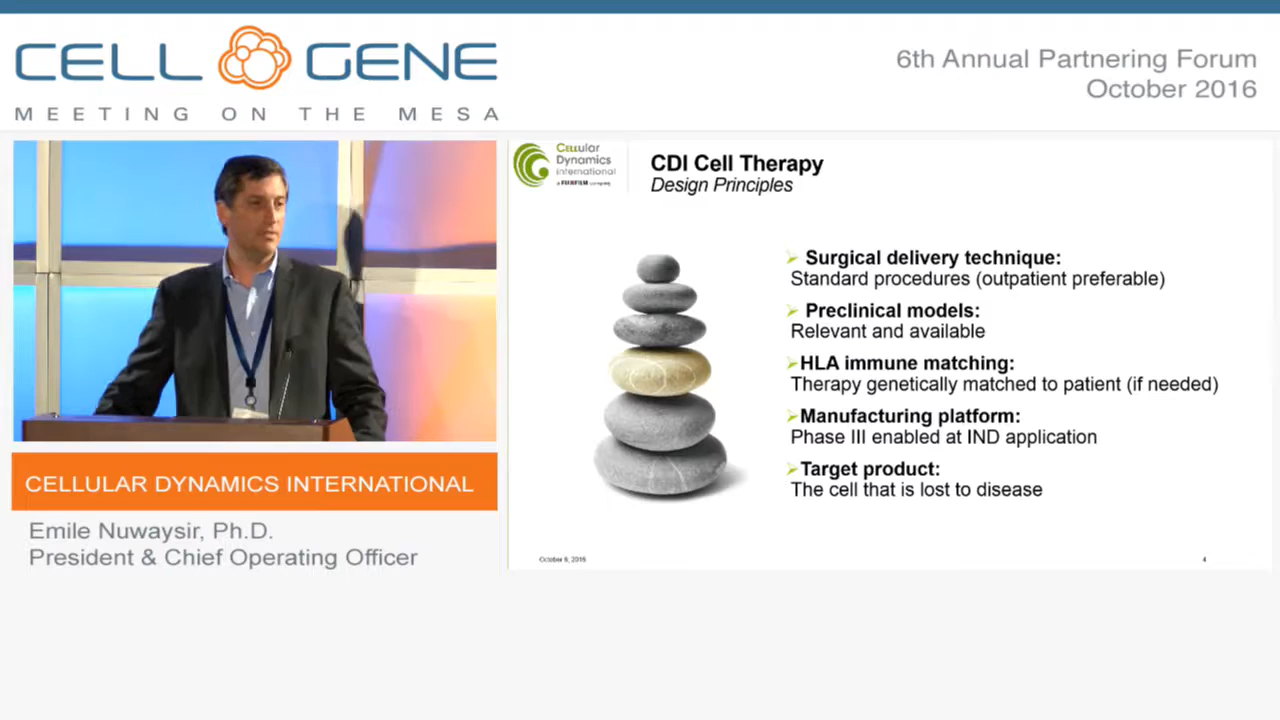 CELL GENE
MEETING ON THE MESA
6th Annual Partnering Forum
October 2016
Cellular
Dynamics
international
a FUJIFILM company
CDI Cell Therapy
Design Principles
Surgical delivery technique:
Standard procedures (outpatient preferable)
Preclinical models:
Relevant and available
HLA immune matching:
Therapy genetically matched to patient (if needed)
Manufacturing platform:
Phase III enabled at IND application
Target product:
The cell that is lost to disease
October 6, 2016
4
CELLULAR DYNAMICS INTERNATIONAL
Emile Nuwaysir, Ph.D.
President & Chief Operating Officer